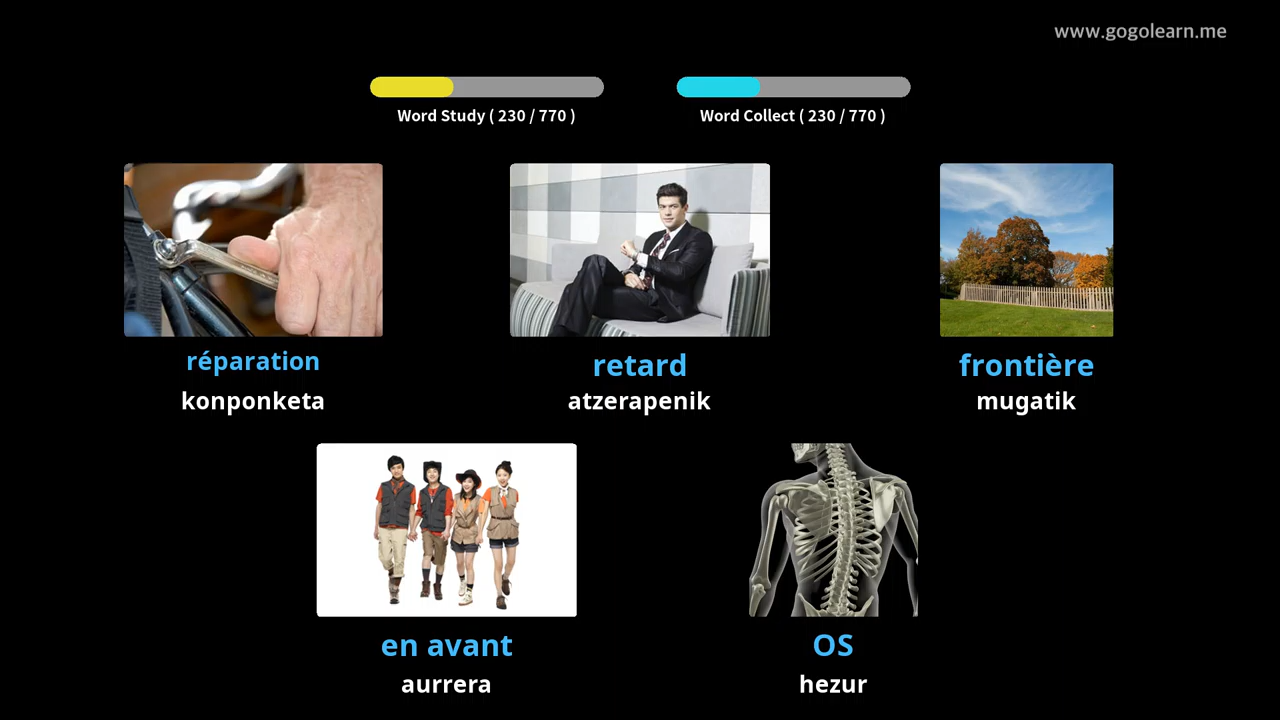 www.gogolearn.me
Word Study ( 230 / 770 )
Word Collect ( 230 / 770 )
réparation
konponketa
retard
atzerapenik
frontière
mugatik
en avant
aurrera
OS
hezur